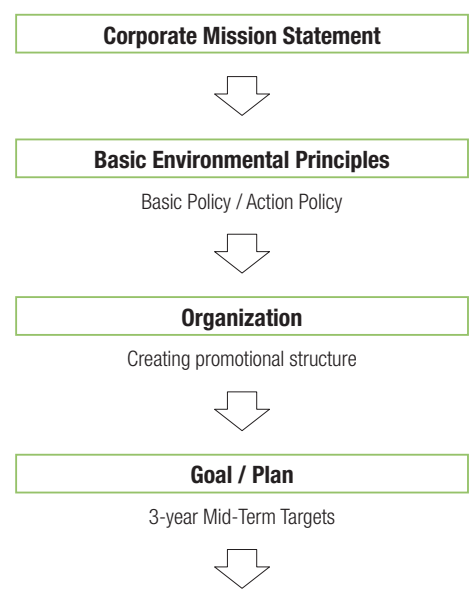 Corporate Mission Statement
Basic Environmental Principles
Basic Policy / Action Policy
Organization
Creating promotional structure
Goal / Plan
3-year Mid-Term Targets